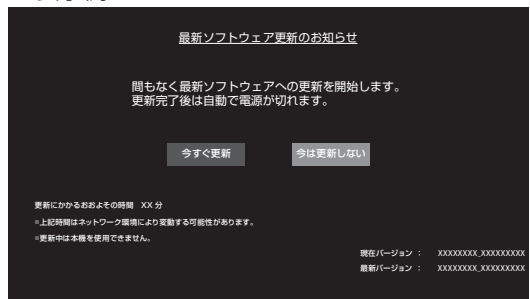 最新ソフトウェア更新のお知らせ
間もなく最新ソフトウェアへの更新を開始します。
更新完了後は自動で電源が切れます。
今すぐ更新
今は更新しない
更新にかかるおおよその時間 XX 分
※上記時間はネットワーク環境により変動する可能性があります。
※更新中は本機を使用できません。
現在バージョン : XXXXXXXX_XXXXXXXXX
最新バージョン : XXXXXXXX_XXXXXXXXX